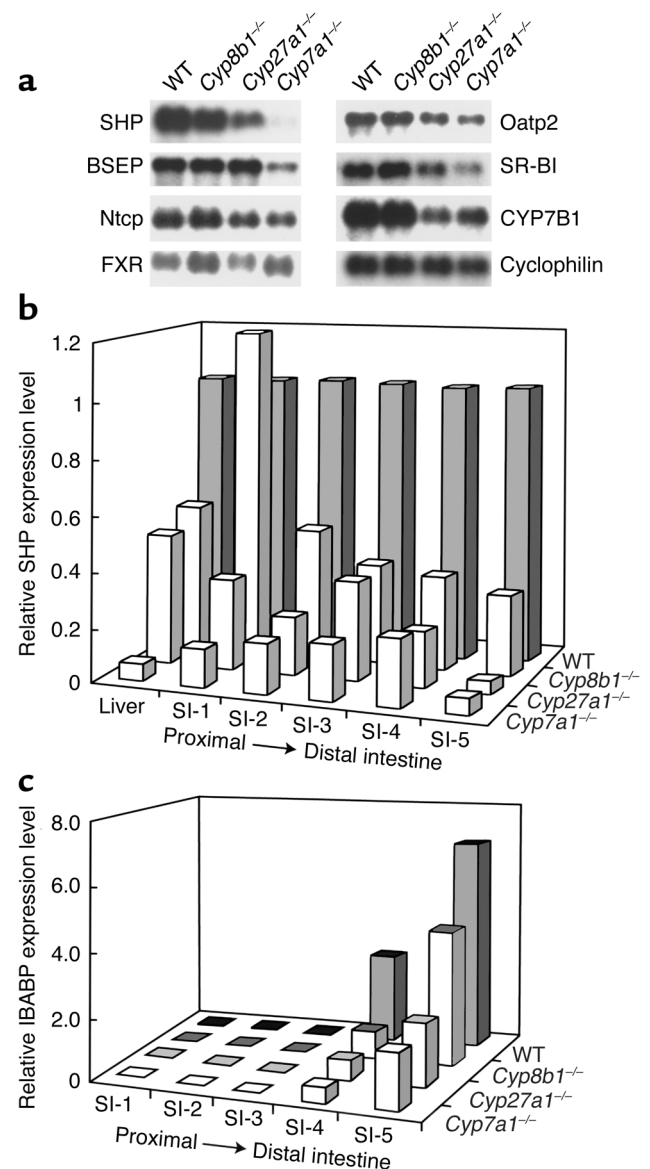 a
WT Cyp8b1⁻/⁻ Cyp27a1⁻/⁻ Cyp7a1⁻/⁻ WT Cyp8b1⁻/⁻ Cyp27a1⁻/⁻ Cyp7a1⁻/⁻
SHP Oatp2
BSEP SR-BI
Ntcp CYP7B1
FXR Cyclophilin
b
Relative SHP expression level
1.2
1
0.8
0.6
0.4
0.2
0
WT
Cyp8b1⁻/⁻
Cyp27a1⁻/⁻
Cyp7a1⁻/⁻
Liver SI-1 SI-2 SI-3 SI-4 SI-5
Proximal → Distal intestine
c
Relative IBABP expression level
8.0
6.0
4.0
2.0
0
WT
Cyp8b1⁻/⁻
Cyp27a1⁻/⁻
Cyp7a1⁻/⁻
SI-1 SI-2 SI-3 SI-4 SI-5
Proximal → Distal intestine